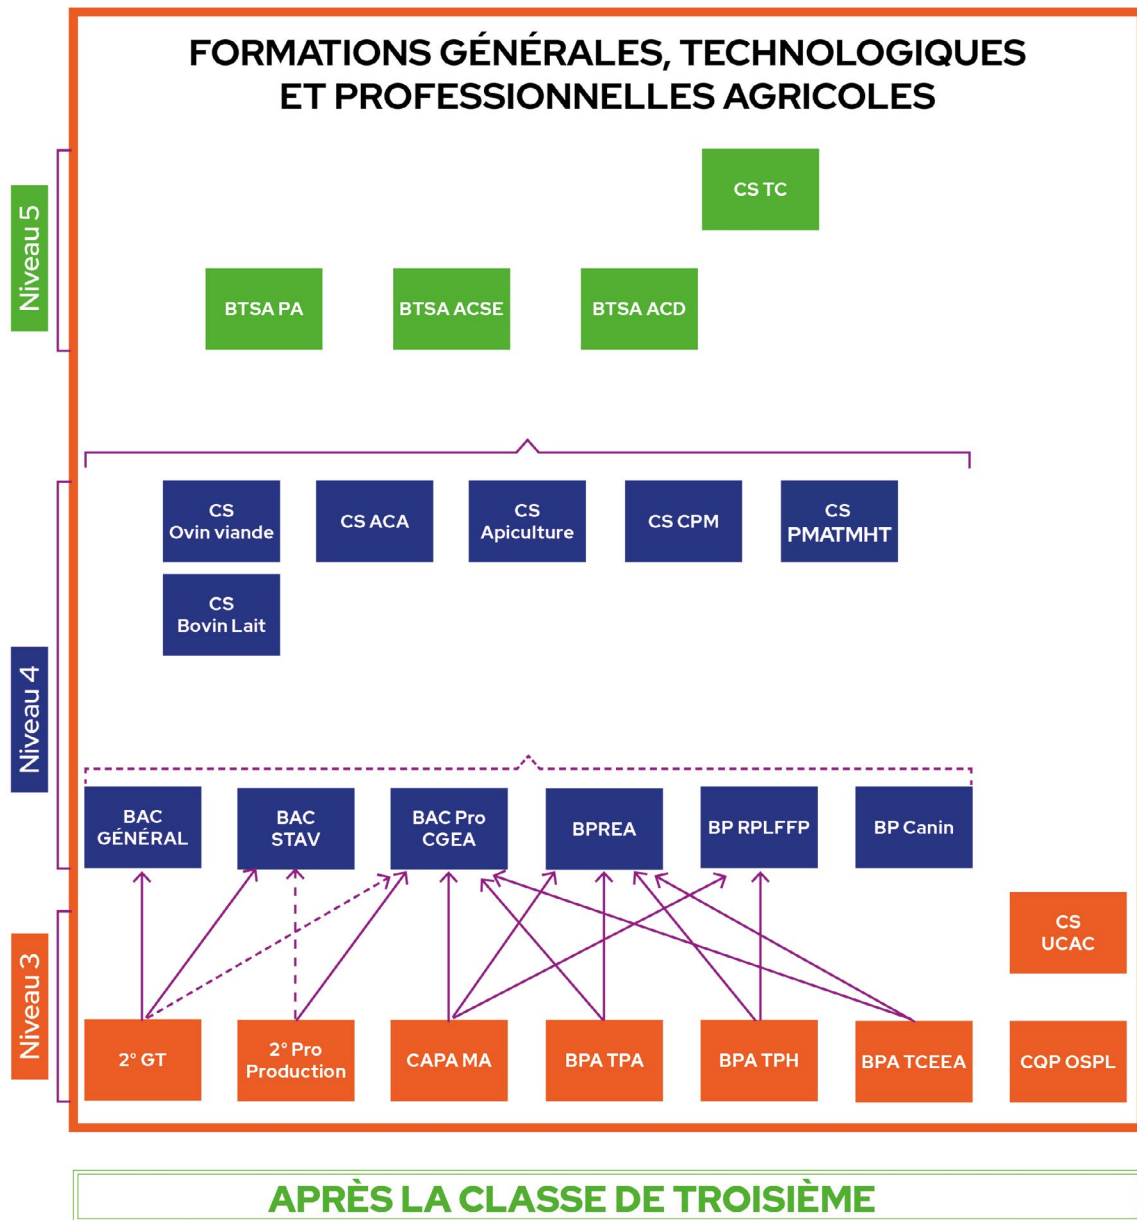 FORMATIONS GÉNÉRALES, TECHNOLOGIQUES
ET PROFESSIONNELLES AGRICOLES
Niveau 5
CS TC
BTSA PA
BTSA ACSE
BTSA ACD
Niveau 4
CS
Ovin viande
CS ACA
CS
Apiculture
CS CPM
CS
PMATMHT
CS
Bovin Lait
BAC
GÉNÉRAL
BAC
STAV
BAC Pro
CGEA
BPREA
BP RPLFFP
BP Canin
Niveau 3
CS
UCAC
2° GT
2° Pro
Production
CAPA MA
BPA TPA
BPA TPH
BPA TCEEA
CQP OSPL
APRÈS LA CLASSE DE TROISIÈME